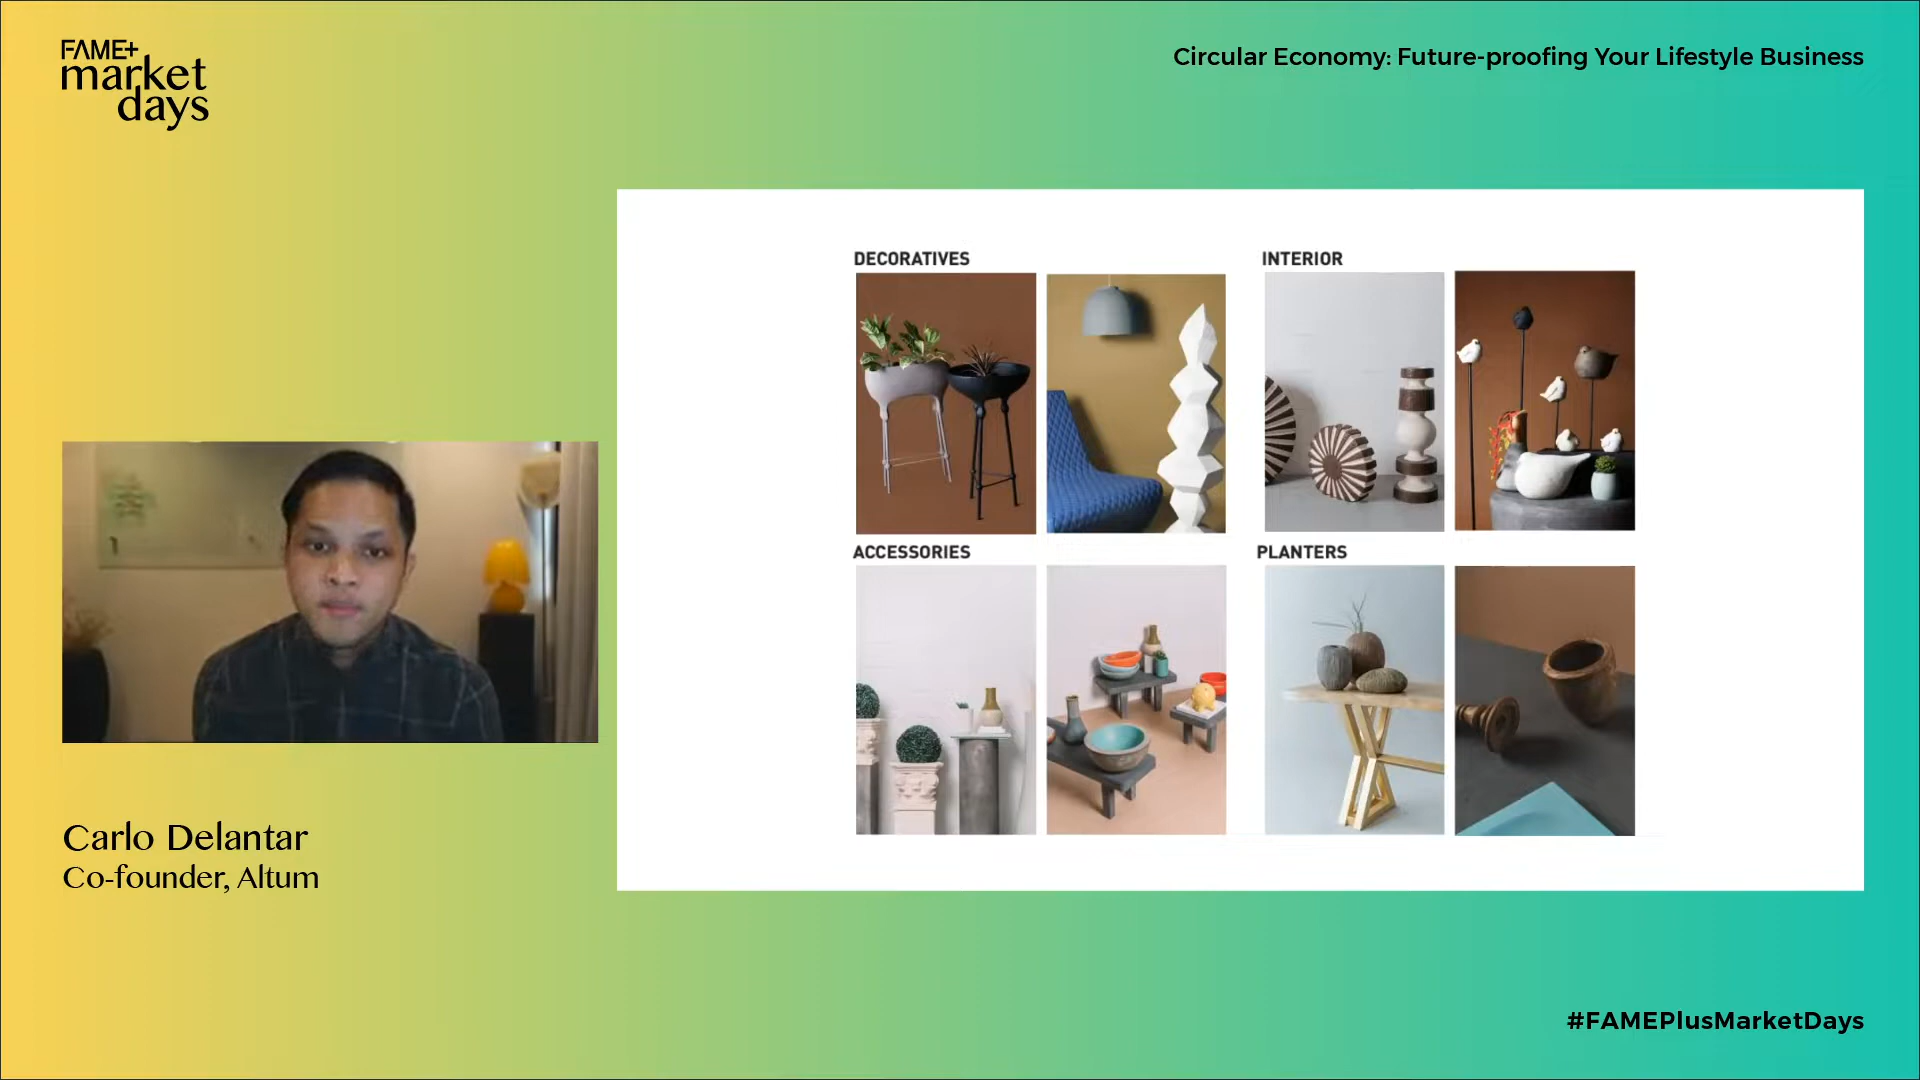 FAME+
market
days
Circular Economy: Future-proofing Your Lifestyle Business
DECORATIVES
INTERIOR
ACCESSORIES
PLANTERS
Carlo Delantar
Co-founder, Altum
#FAMEPlusMarketDays